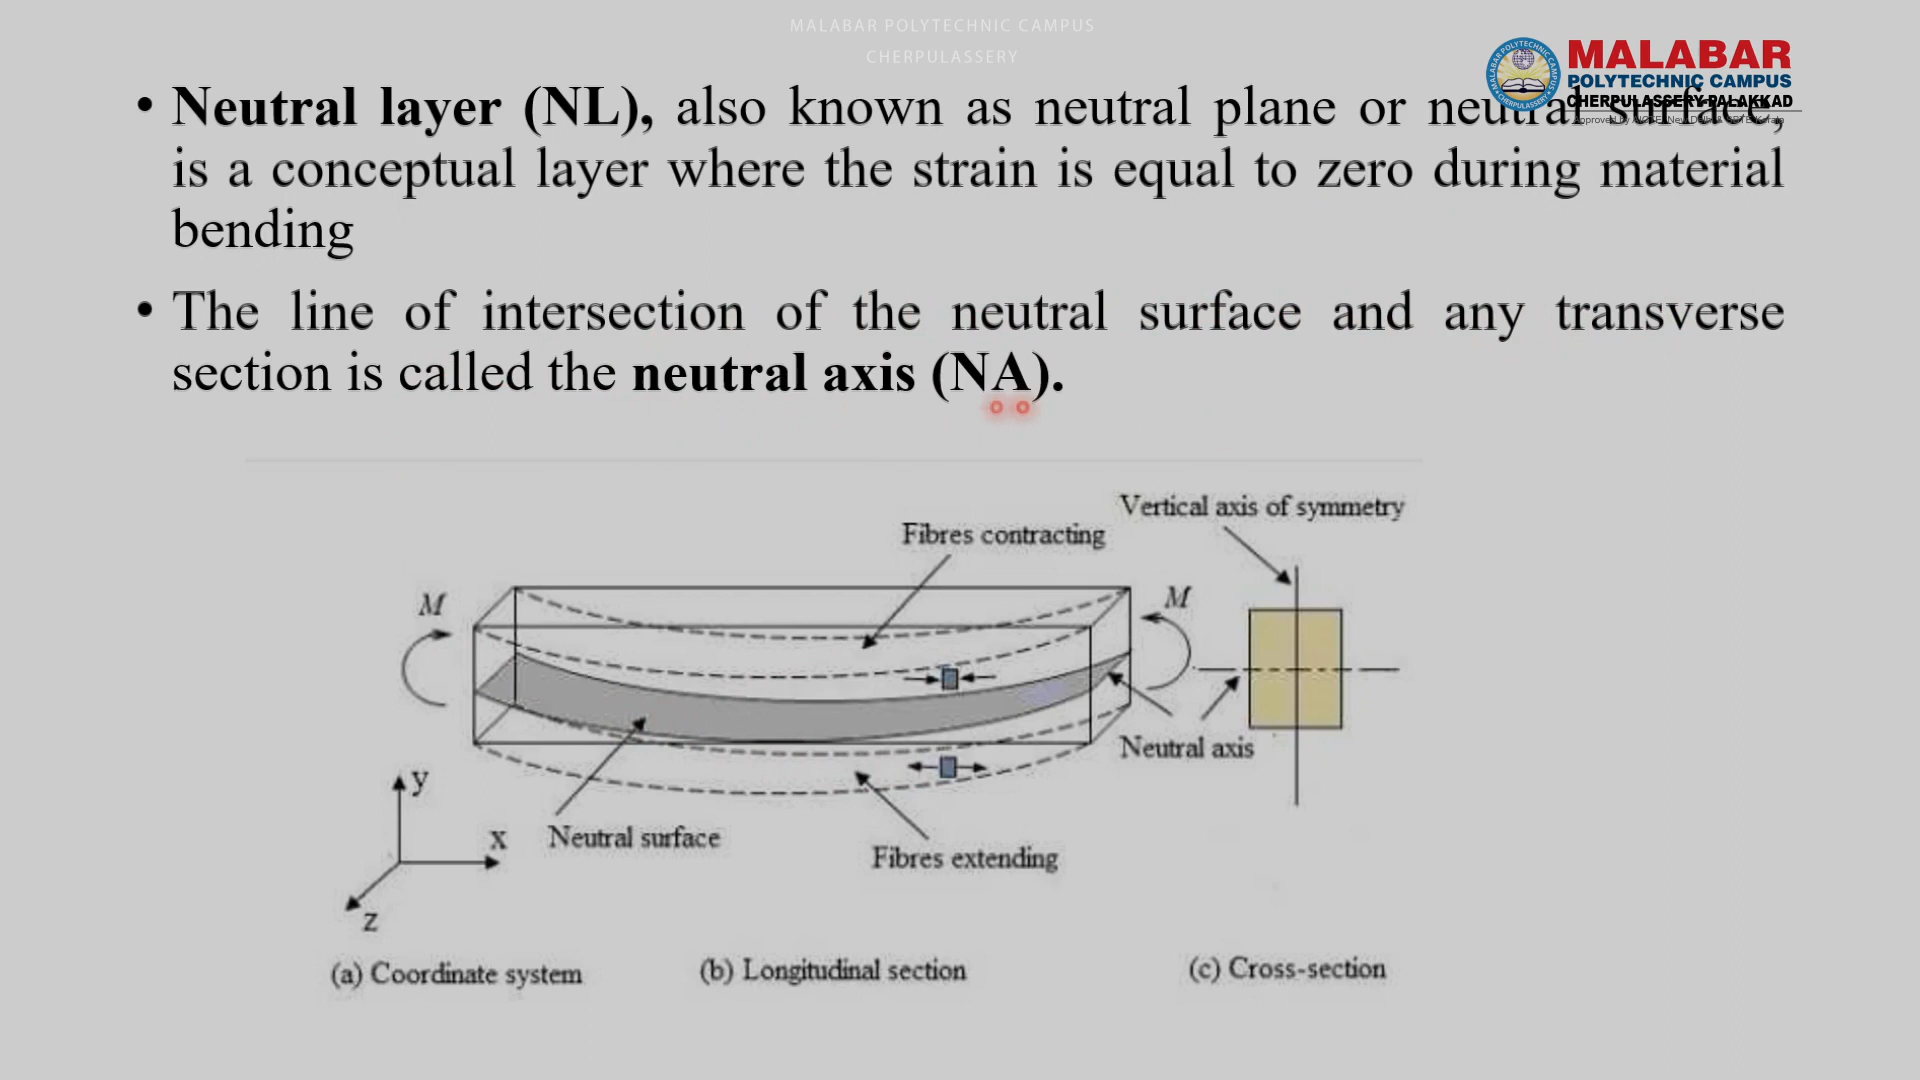 MALABAR POLYTECHNIC CAMPUS
CHERPULASSERY
MALABAR
POLYTECHNIC CAMPUS
CHERPULASSERY-PALAKKAD
• Neutral layer (NL), also known as neutral plane or neutral surface,
is a conceptual layer where the strain is equal to zero during material
bending
• The line of intersection of the neutral surface and any transverse
section is called the neutral axis (NA).
Vertical axis of symmetry
Fibres contracting
M
M
Neutral axis
y
x
Neutral surface
Fibres extending
z
(a) Coordinate system
(b) Longitudinal section
(c) Cross-section